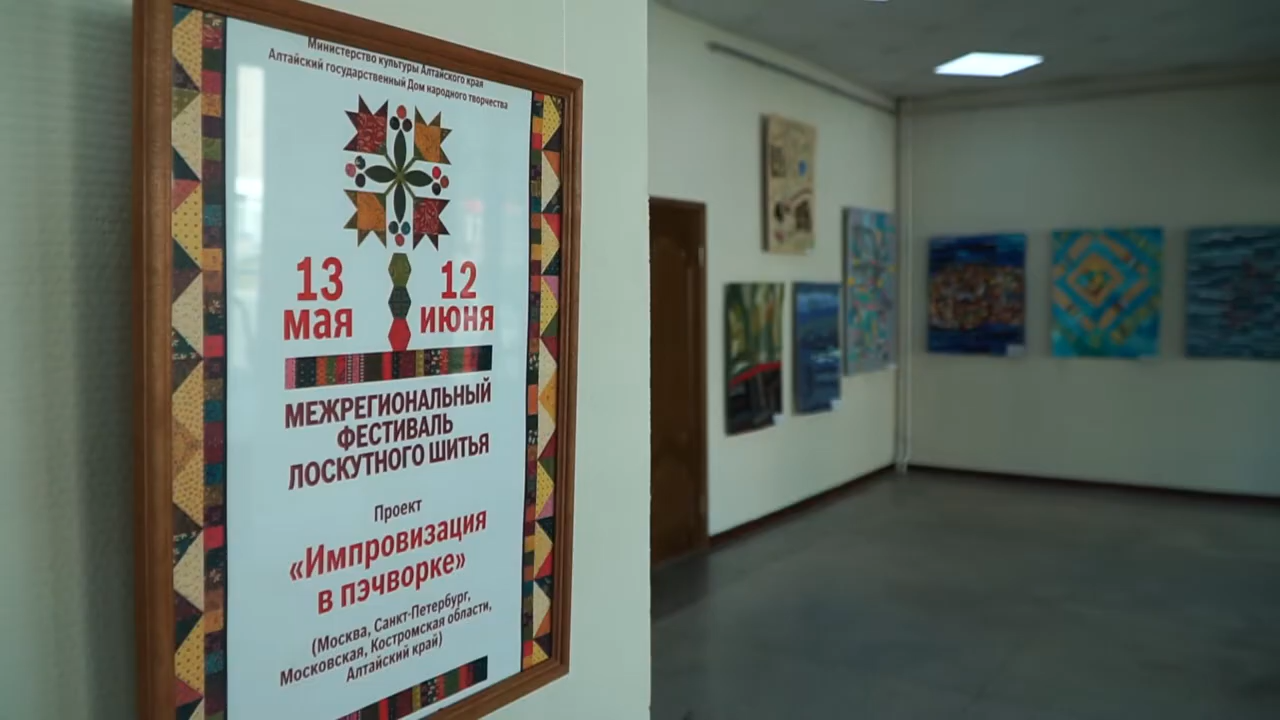 Министерство культуры Алтайского края
Алтайский государственный Дом народного творчества
13 мая
12 июня
МЕЖРЕГИОНАЛЬНЫЙ
ФЕСТИВАЛЬ
ЛОСКУТНОГО ШИТЬЯ
Проект
«Импровизация
в пэчворке»
(Москва, Санкт-Петербург,
Московская, Костромская области,
Алтайский край)